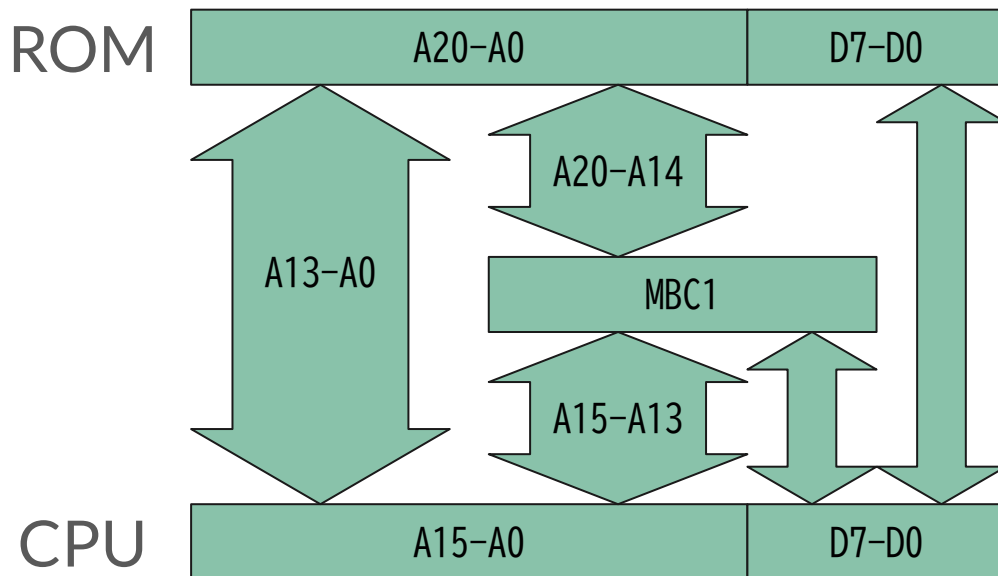 ROM A20-A0 D7-D0
A20-A14
A13-A0 MBC1
A15-A13
CPU A15-A0 D7-D0